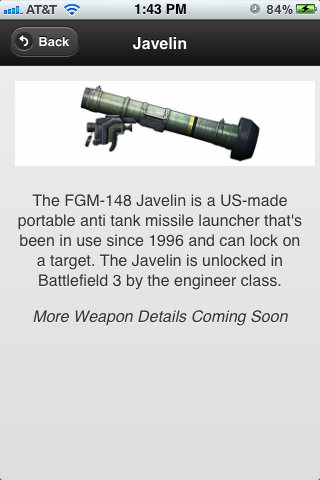 AT&T 1:43 PM 84%
Back Javelin
The FGM-148 Javelin is a US-made
portable anti tank missile launcher that's
been in use since 1996 and can lock on
a target. The Javelin is unlocked in
Battlefield 3 by the engineer class.
More Weapon Details Coming Soon